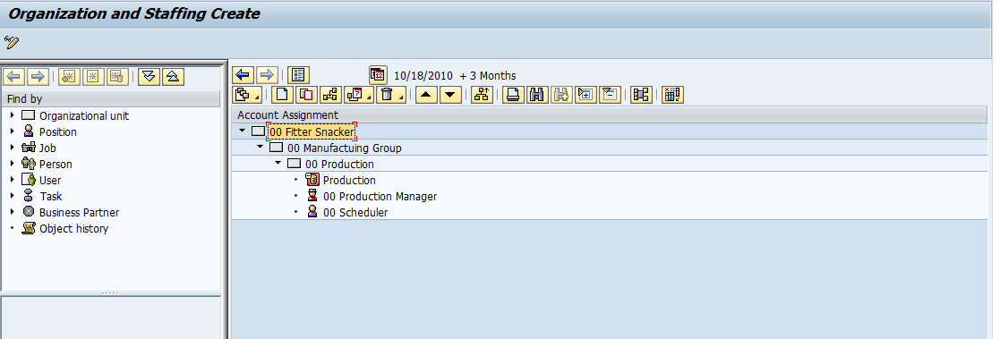 Organization and Staffing Create
10/18/2010 + 3 Months
Find by
Organizational unit
Position
Job
Person
User
Task
Business Partner
Object history
Account Assignment
00 Fitter Snacker
00 Manufactuing Group
00 Production
Production
00 Production Manager
00 Scheduler